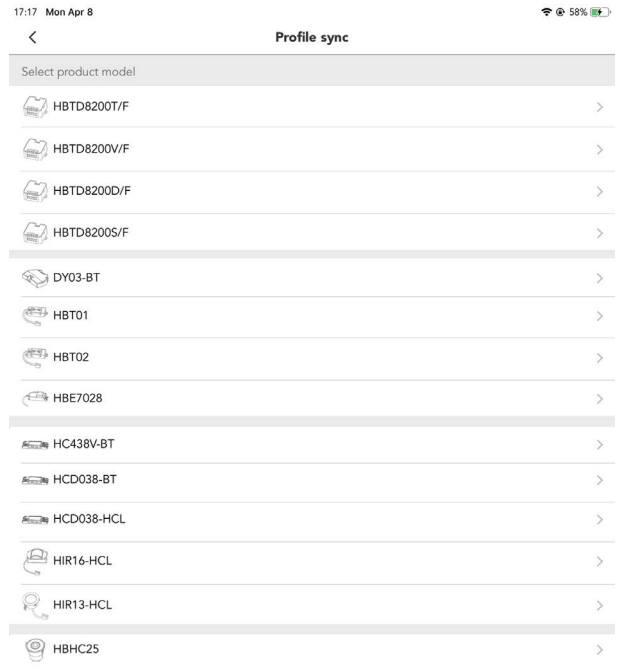 17:17 Mon Apr 8 58%
Profile sync
Select product model
HBTD8200T/F
HBTD8200V/F
HBTD8200D/F
HBTD8200S/F
DY03-BT
HBT01
HBT02
HBE7028
HC438V-BT
HCD038-BT
HCD038-HCL
HIR16-HCL
HIR13-HCL
HBHC25